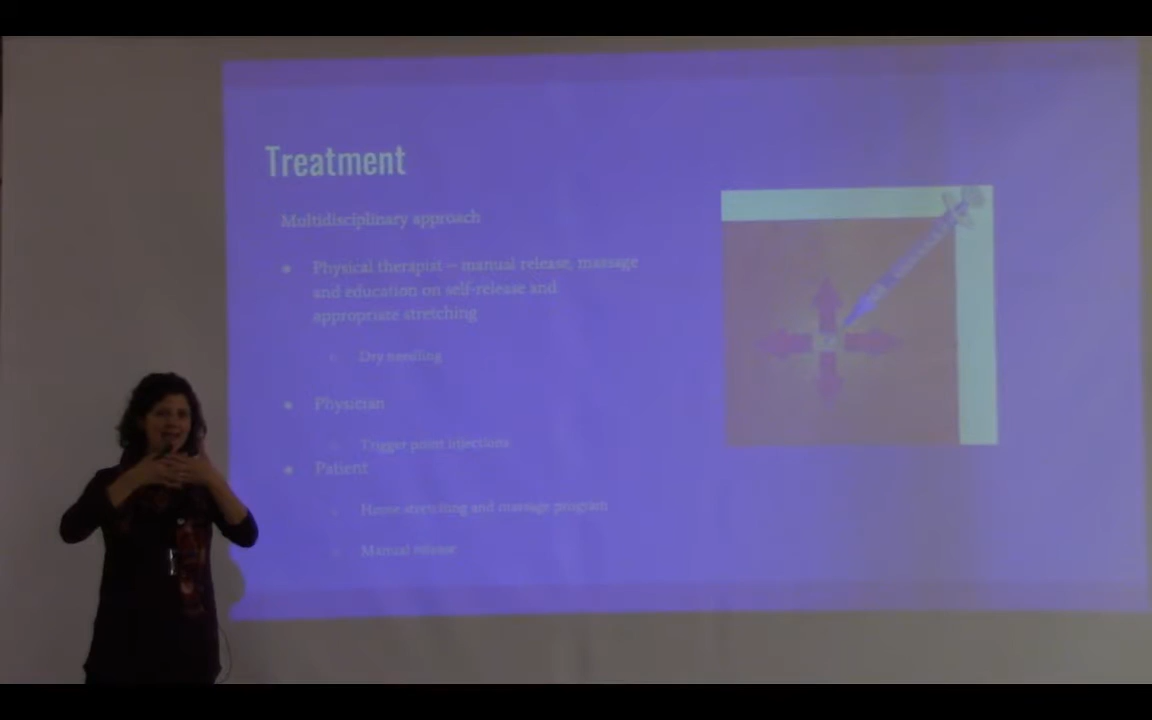 Treatment
Multidisciplinary approach
● Physical therapist – manual release, massage
and education on self-release and
appropriate stretching
○ Dry needling
● Physician
○ Trigger point injections
● Patient
○ Home stretching and massage program
○ Manual release